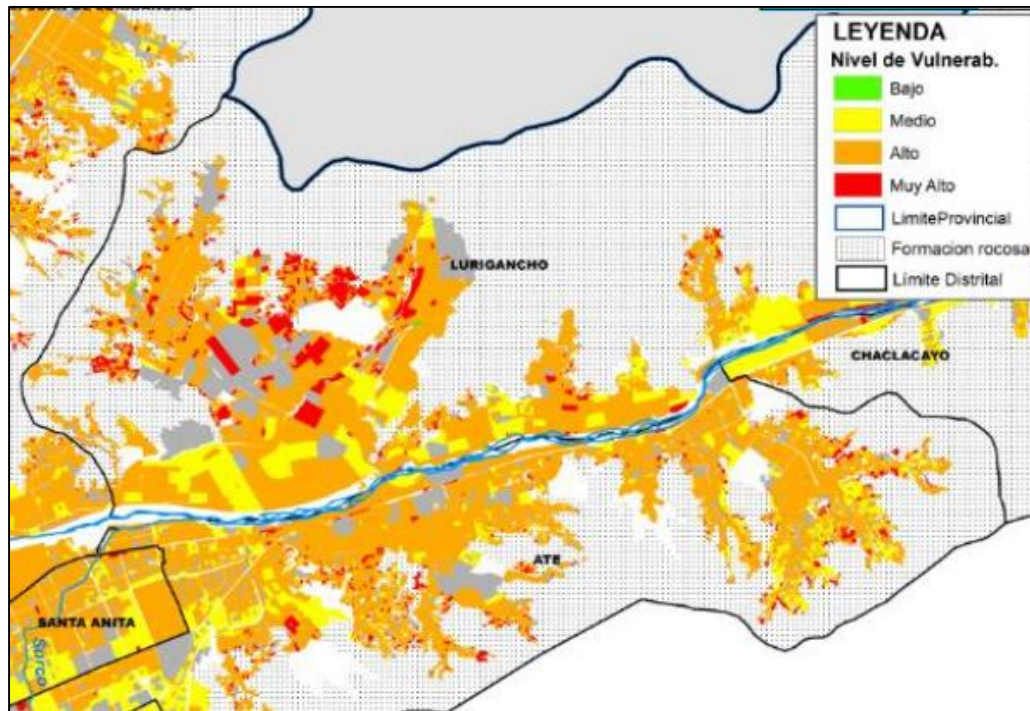 LEYENDA
Nivel de Vulnerab.
Bajo
Medio
Alto
Muy Alto
LimiteProvincial
Formacion rocosa
Límite Distrital
LURIGANCHO
CHACLACAYO
ATE
SANTA ANITA
Surco